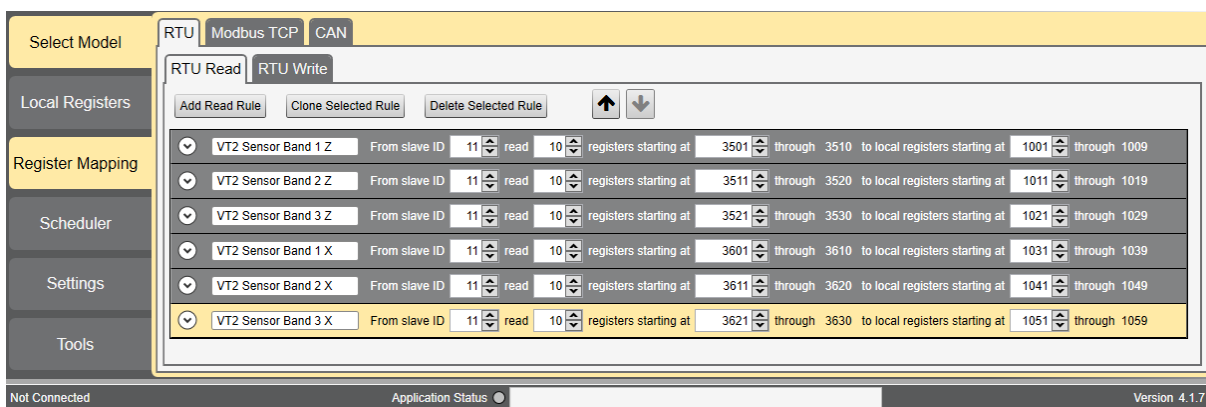 Select Model
Local Registers
Register Mapping
Scheduler
Settings
Tools
RTU Modbus TCP CAN
RTU Read RTU Write
Add Read Rule Clone Selected Rule Delete Selected Rule
VT2 Sensor Band 1 Z From slave ID 11 read 10 registers starting at 3501 through 3510 to local registers starting at 1001 through 1009
VT2 Sensor Band 2 Z From slave ID 11 read 10 registers starting at 3511 through 3520 to local registers starting at 1011 through 1019
VT2 Sensor Band 3 Z From slave ID 11 read 10 registers starting at 3521 through 3530 to local registers starting at 1021 through 1029
VT2 Sensor Band 1 X From slave ID 11 read 10 registers starting at 3601 through 3610 to local registers starting at 1031 through 1039
VT2 Sensor Band 2 X From slave ID 11 read 10 registers starting at 3611 through 3620 to local registers starting at 1041 through 1049
VT2 Sensor Band 3 X From slave ID 11 read 10 registers starting at 3621 through 3630 to local registers starting at 1051 through 1059
Not Connected Application Status Version 4.1.7